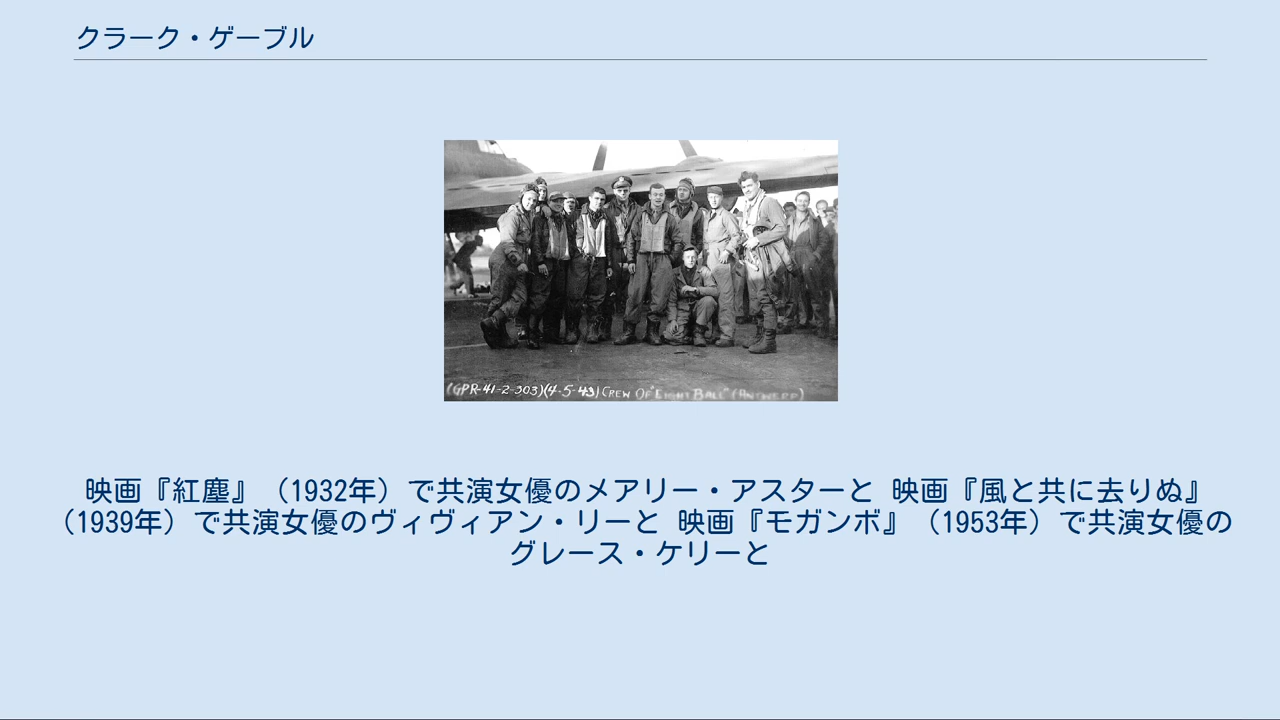 クラーク・ゲーブル
(GPR-41-2-303)(4-5-43) CREW OF "EIGHT BALL" (ANTWERP)
映画『紅塵』（1932年）で共演女優のメアリー・アスターと 映画『風と共に去りぬ』
（1939年）で共演女優のヴィヴィアン・リーと 映画『モガンボ』（1953年）で共演女優の
グレース・ケリーと